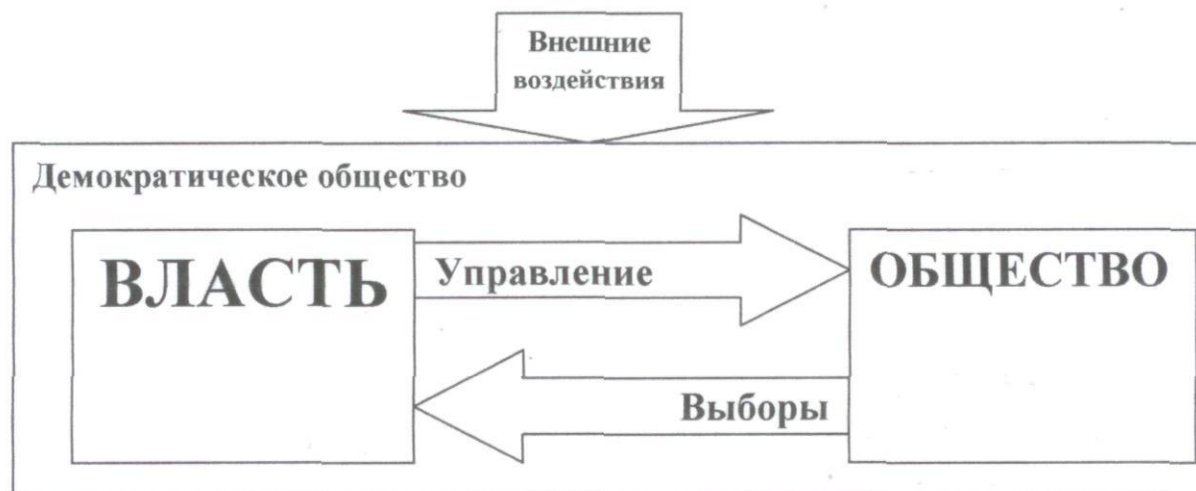 Внешние
воздействия
Демократическое общество
ВЛАСТЬ
Управление
ОБЩЕСТВО
Выборы